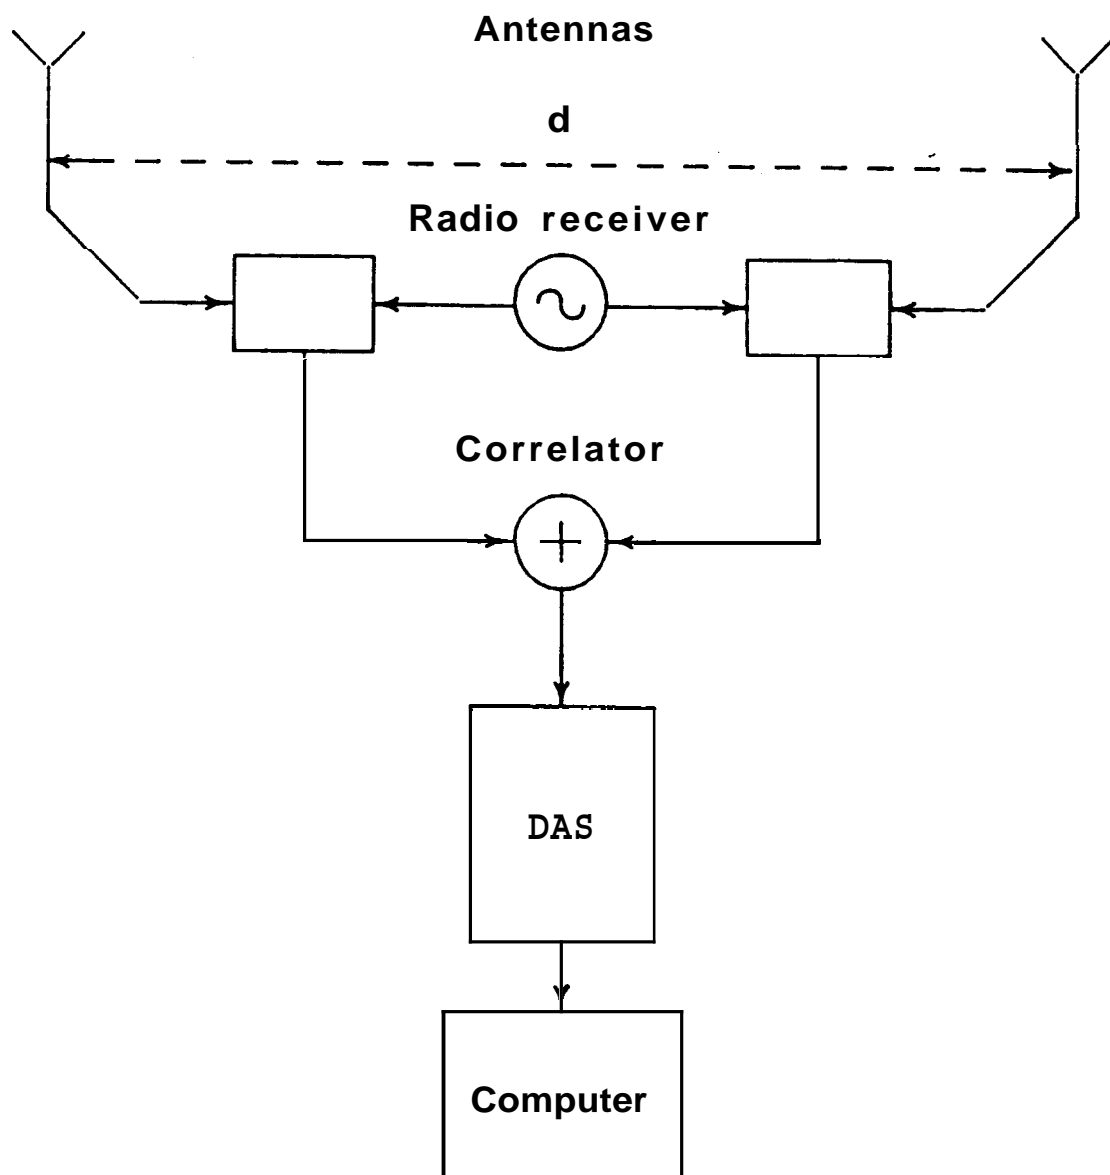 Antennas
d
Radio receiver
Correlator
DAS
Computer